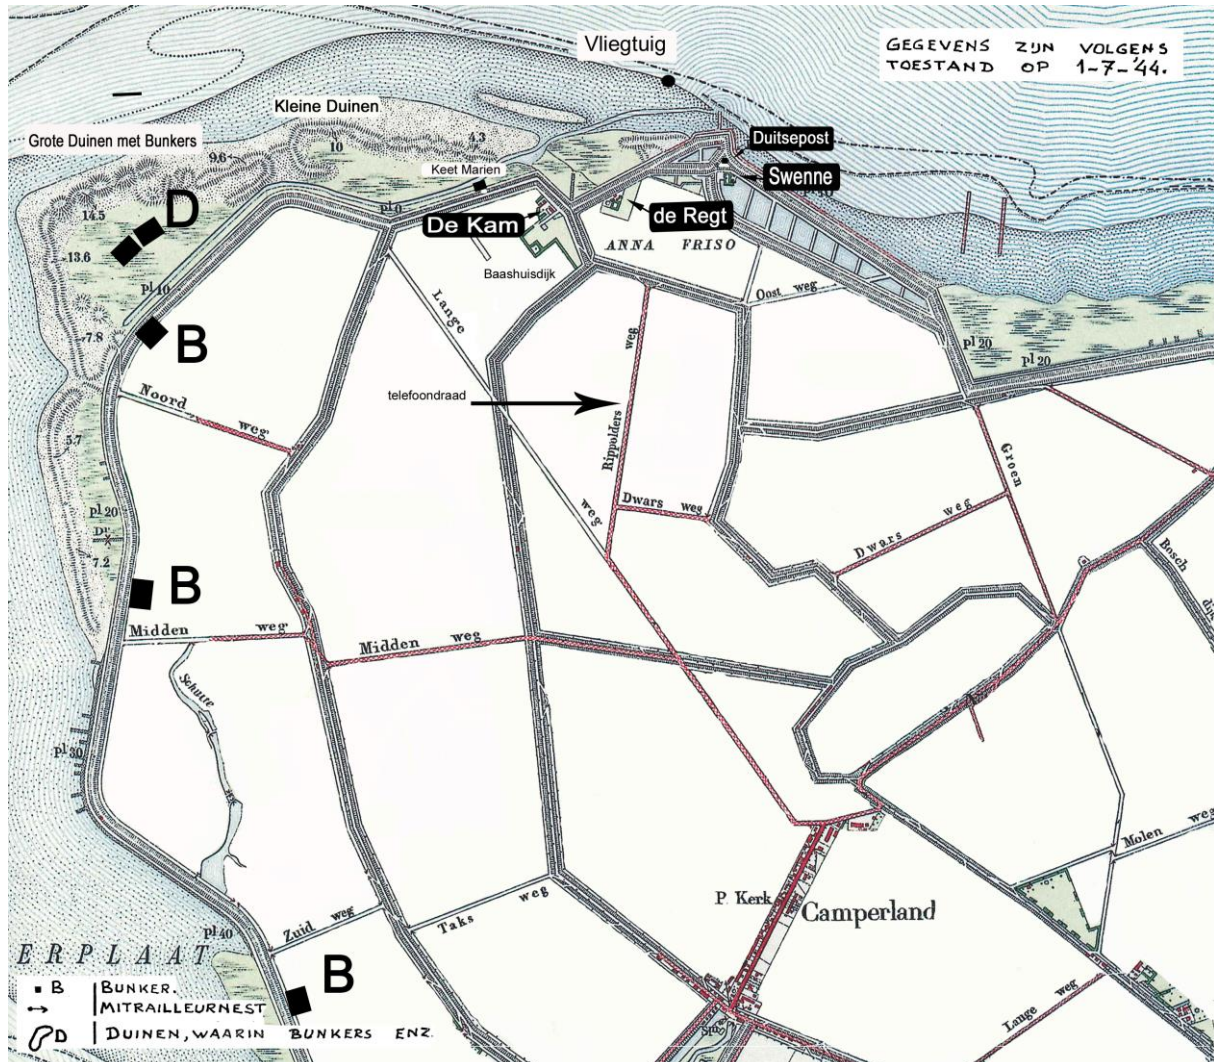 Vliegtuig
GEGEVENS ZIJN VOLGENS
TOESTAND OP 1-7-'44.
Kleine Duinen
Grote Duinen met Bunkers
4.3
10
9.6
Duitsepost
Keet Marien
Swenne
D
14.5
pl 0
De Kam
de Regt
ANNA FRISO
13.6
Baashuisdijk
pl 10
Oost weg
Lange
weg
B
7.8
pl 20
pl 20
telefoondraad
Noord
weg
Rippolders
Groen
5.7
Dwars weg
weg
pl 20
Dwars weg
Bosch
dijk
7.2
B
Midden weg
Midden weg
Schutte
pl 30
Molen weg
P. Kerk
Camperland
Taks weg
Zuid weg
pl 40
ERPLAAT
B
Lange weg
B BUNKER.
MITRAILLEURNEST
D DUINEN, WAARIN BUNKERS ENZ.